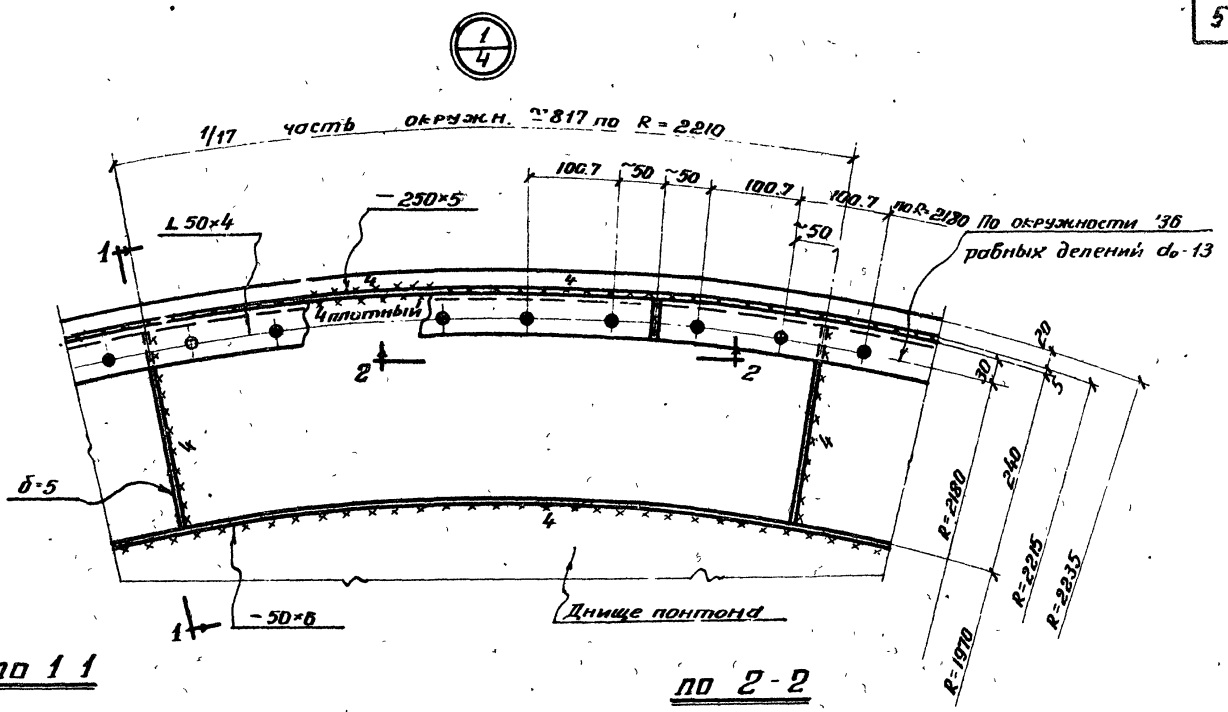 5
1
4
1/17 часть окружн. ≃817 по R = 2210
100.7 ~50 ~50 100.7 100.7 по R=2180
~50
По окружности 36
равных делений d₀-13
- 250×5
L 50×4
1
4 4
4 плотный
2 2
20
30
5
4 4
δ=5
240
4
R=2180
R=2215
R=2235
R=1970
1
- 50×6
Днище понтона
по 1 1
по 2-2